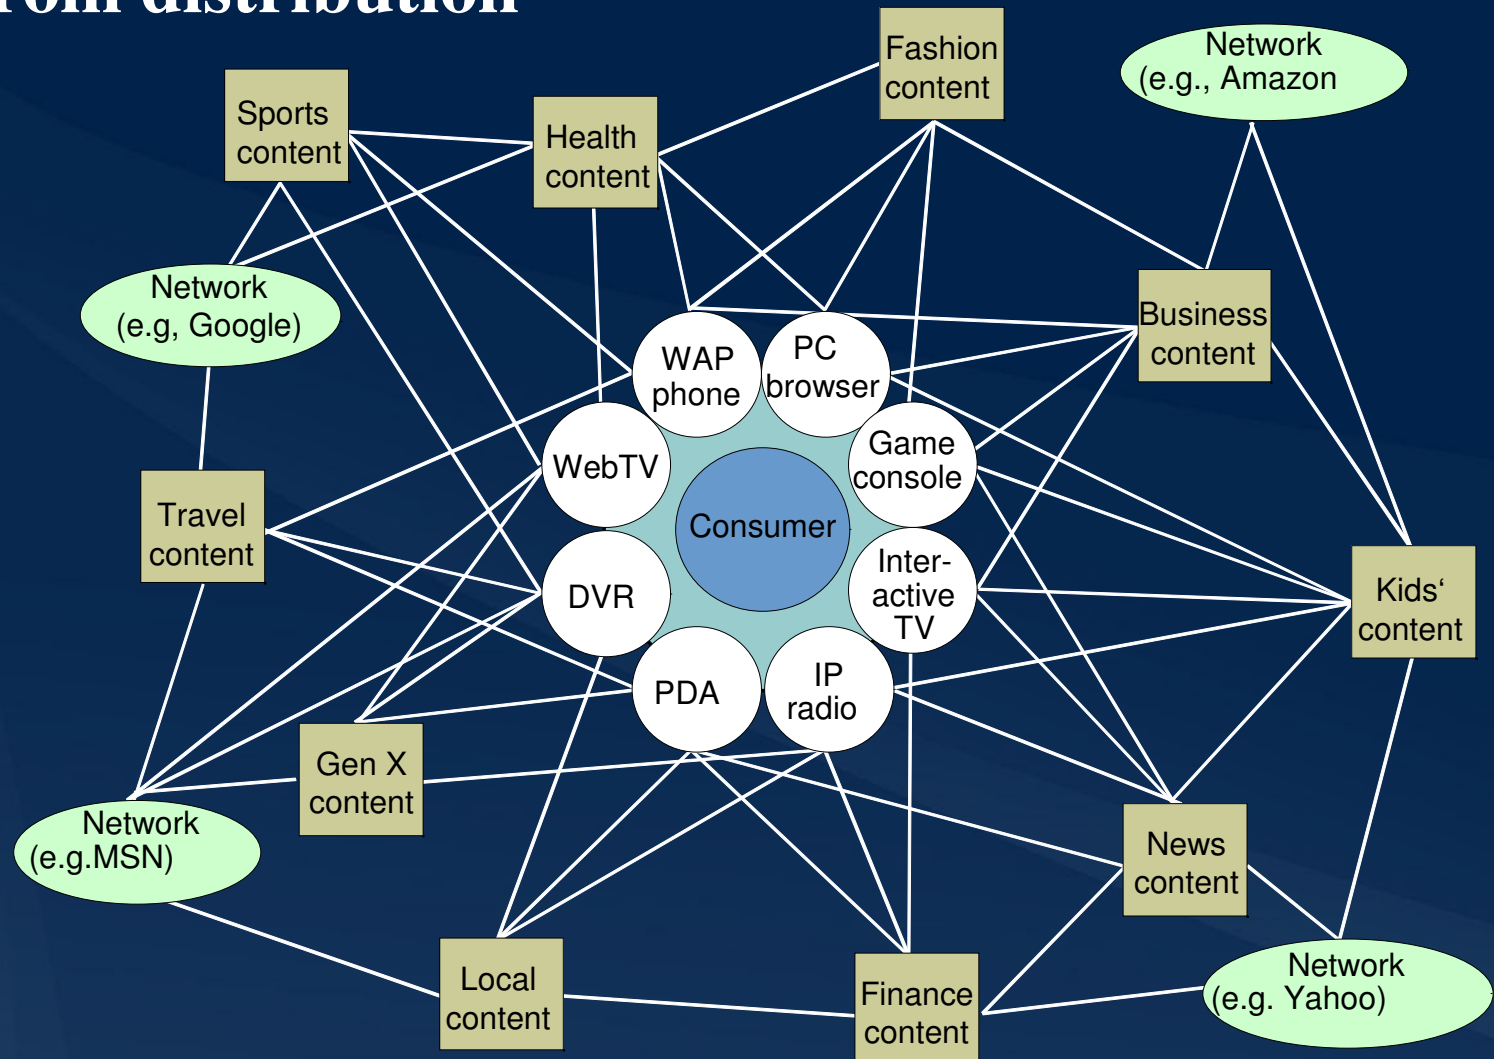 from distribution
Fashion
content
Network
(e.g., Amazon
Sports
content
Health
content
Network
(e.g, Google)
Business
content
WAP
phone
PC
browser
WebTV
Game
console
Travel
content
Consumer
DVR
Inter-
active
TV
Kids‘
content
PDA
IP
radio
Gen X
content
Network
(e.g.MSN)
News
content
Local
content
Finance
content
Network
(e.g. Yahoo)